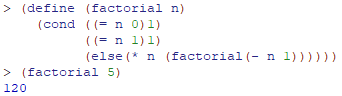 > (define (factorial n)
    (cond ((= n 0)1)
          ((= n 1)1)
          (else(* n (factorial(- n 1))))))
> (factorial 5)
120